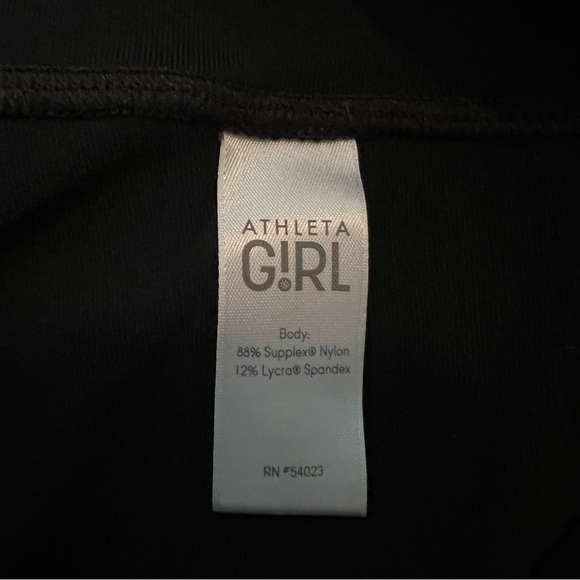 ATHLETA
G!RL
Body:
88% Supplex® Nylon
12% Lycra® Spandex
RN #54023